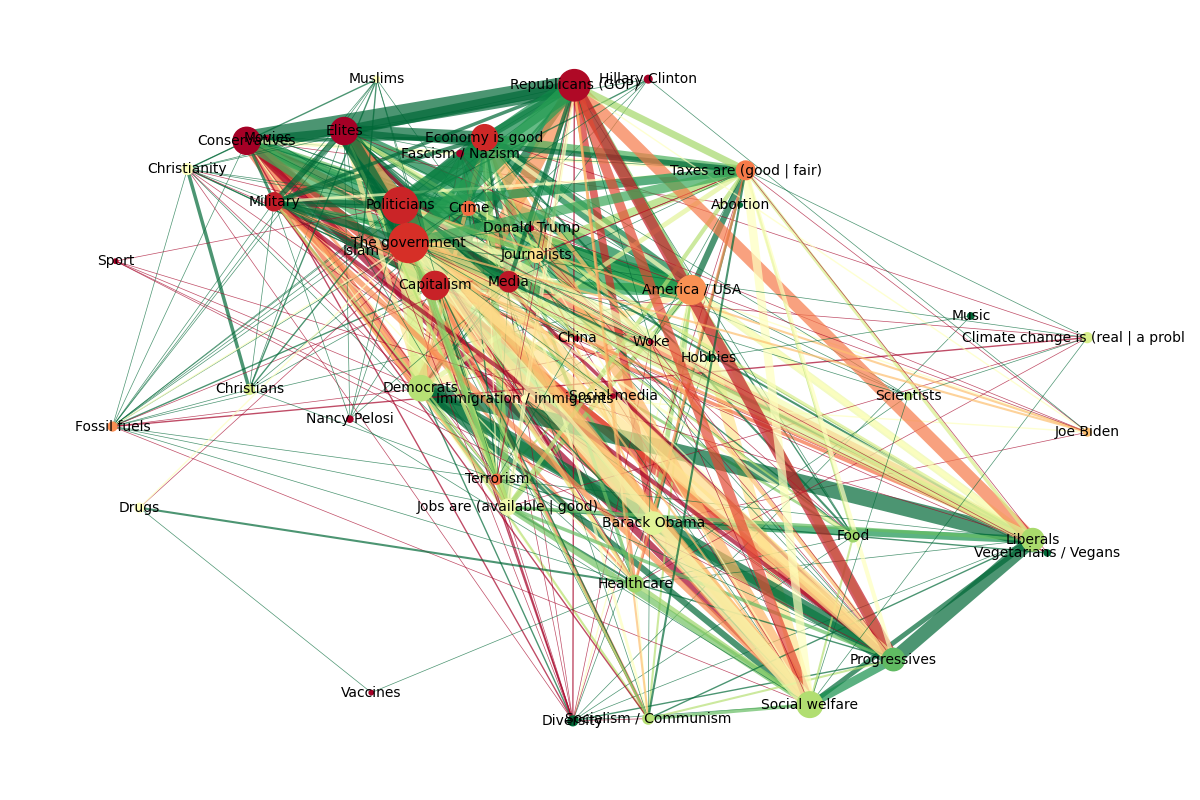 Muslims
Republicans (GOP)
Hillary Clinton
Conservatives
Movies
Elites
Economy is good
Fascism / Nazism
Christianity
Taxes are (good | fair)
Military
Politicians
Crime
Abortion
Donald Trump
The government
Islam
Journalists
Sport
Capitalism
Media
America / USA
Music
China
Woke
Climate change is (real | a probl
Hobbies
Christians
Democrats
Immigration / immigrants
Social media
Scientists
Nancy Pelosi
Fossil fuels
Joe Biden
Terrorism
Drugs
Jobs are (available | good)
Barack Obama
Food
Liberals
Vegetarians / Vegans
Healthcare
Progressives
Vaccines
Social welfare
Diversity
Socialism / Communism